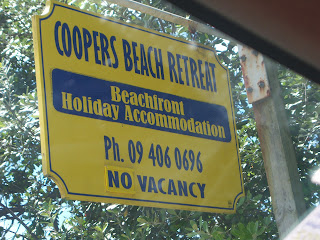 COOPERS BEACH RETREAT
Beachfront
Holiday Accommodation
Ph. 09 406 0696
NO VACANCY